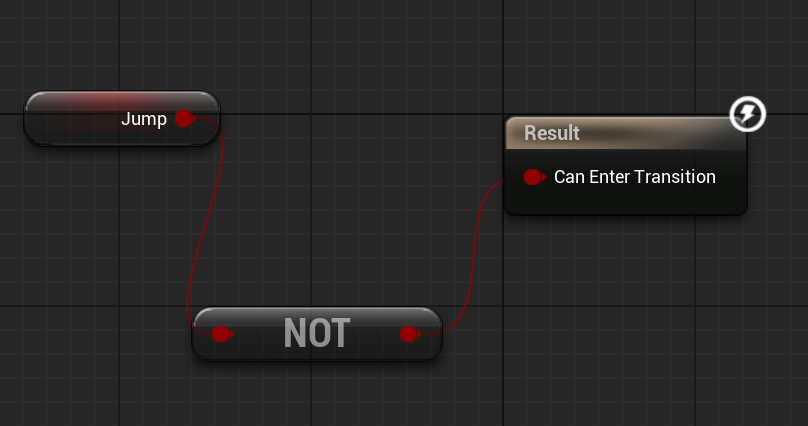 Jump
Result
Can Enter Transition
NOT